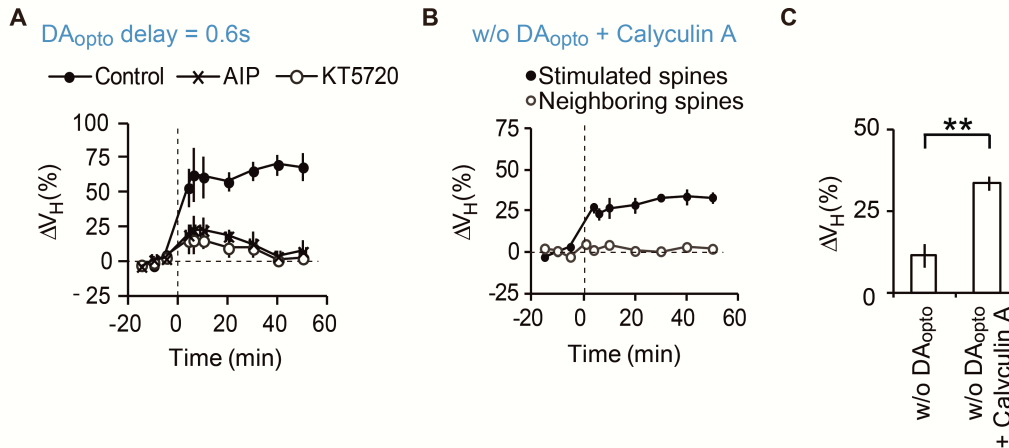 A
DAopto delay = 0.6s
Control AIP KT5720
100
75
50
25
0
- 25
ΔVH(%)
-20 0 20 40 60
Time (min)
B
w/o DAopto + Calyculin A
Stimulated spines
Neighboring spines
75
50
25
0
-25
ΔVH(%)
-20 0 20 40 60
Time (min)
C
**
50
25
0
ΔVH(%)
w/o DAopto
w/o DAopto
+ Calyculin A